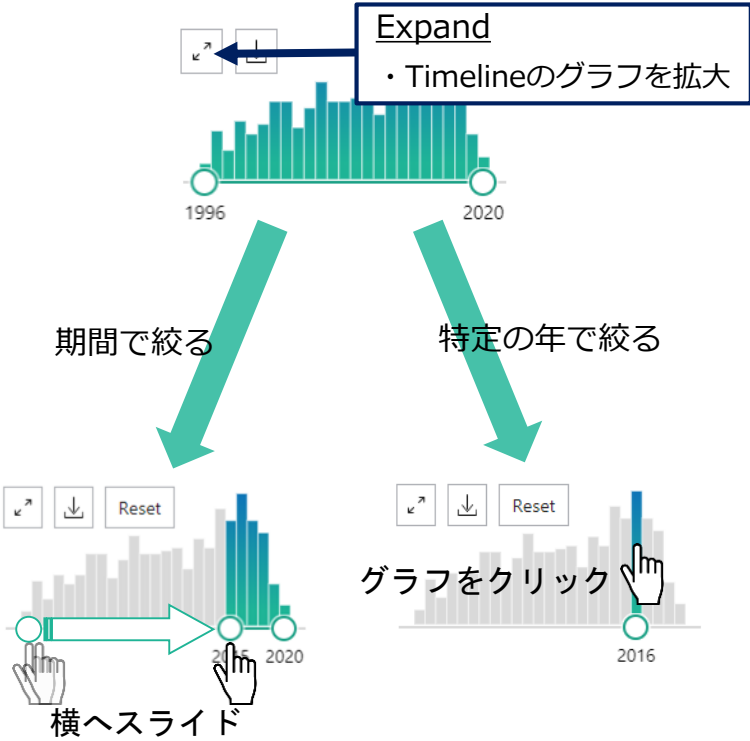 Expand
・Timelineのグラフを拡大
1996
2020
期間で絞る
特定の年で絞る
Reset
Reset
グラフをクリック
2015 2020
2016
横へスライド